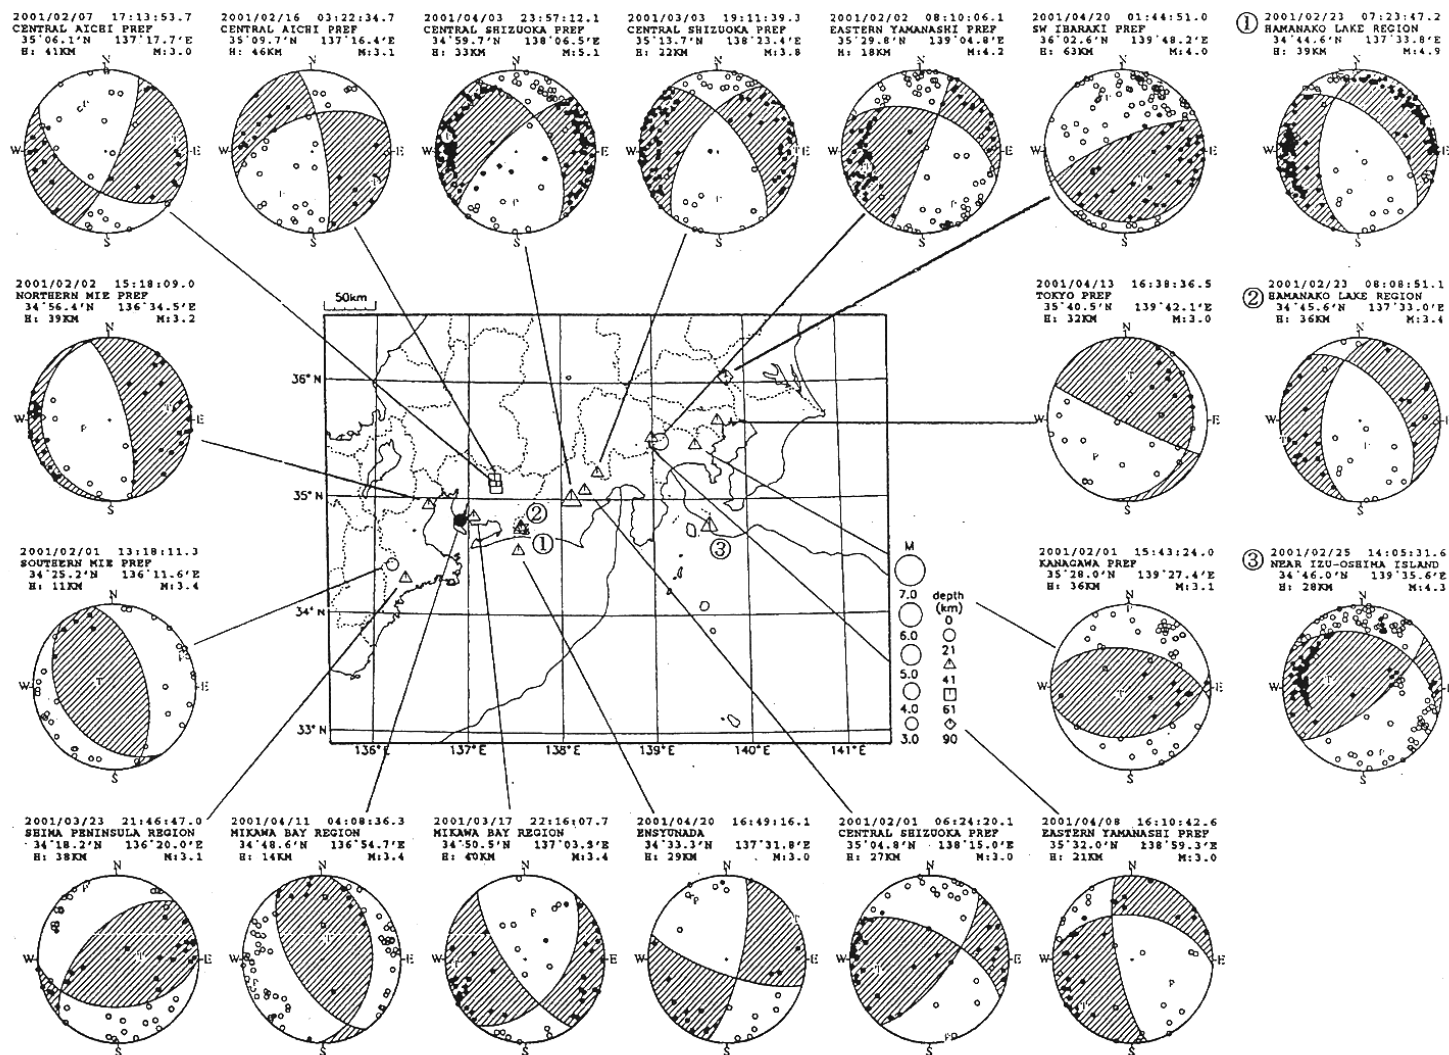 2001/02/07 17:13:53.7
CENTRAL AICHI PREF
35°06.1'N 137°17.7'E
H: 41KM M:3.0
N
W E
S
P
T
2001/02/16 03:22:34.7
CENTRAL AICHI PREF
35°09.7'N 137°16.4'E
H: 46KM M:3.1
N
W E
S
P
T
2001/04/03 23:57:12.1
CENTRAL SHIZUOKA PREF
34°59.7'N 138°06.5'E
H: 33KM M:5.1
N
W E
S
P
2001/03/03 19:11:39.3
CENTRAL SHIZUOKA PREF
35°13.7'N 138°23.4'E
H: 22KM M:3.8
N
W E
S
P
T
2001/02/02 08:10:06.1
EASTERN YAMANASHI PREF
35°29.8'N 139°04.8'E
H: 18KM M:4.2
N
W E
S
P
T
2001/04/20 01:44:51.0
SW IBARAKI PREF
36°02.6'N 139°48.2'E
H: 63KM M:4.0
N
W E
S
P
T
① 2001/02/23 07:23:47.2
HAMANAKO LAKE REGION
34°44.6'N 137°33.8'E
H: 39KM M:4.9
N
W E
S
P
2001/02/02 15:18:09.0
NORTHERN MIE PREF
34°56.4'N 136°34.5'E
H: 39KM M:3.2
N
W E
S
P
T
2001/04/13 16:38:36.5
TOKYO PREF
35°40.5'N 139°42.1'E
H: 32KM M:3.0
N
W E
S
P
T
② 2001/02/23 08:08:51.1
HAMANAKO LAKE REGION
34°45.6'N 137°33.0'E
H: 36KM M:3.4
N
W E
S
P
T
50km
36°N
35°N
34°N
33°N
136°E 137°E 138°E 139°E 140°E 141°E
②
①
③
M
7.0
6.0
5.0
4.0
3.0
depth
(km)
0
21
41
61
90
2001/02/01 13:18:11.3
SOUTHERN MIE PREF
34°25.2'N 136°11.6'E
H: 11KM M:3.4
N
W E
S
P
T
2001/02/01 15:43:24.0
KANAGAWA PREF
35°28.0'N 139°27.4'E
H: 36KM M:3.1
N
W E
S
P
T
③ 2001/02/25 14:05:31.6
NEAR IZU-OSHIMA ISLAND
34°46.0'N 139°35.6'E
H: 28KM M:4.3
N
W E
S
P
T
2001/03/23 21:46:47.0
SHIMA PENINSULA REGION
34°18.2'N 136°20.0'E
H: 38KM M:3.1
N
W E
S
P
T
2001/04/11 04:08:36.3
MIKAWA BAY REGION
34°48.6'N 136°54.7'E
H: 14KM M:3.4
N
W E
S
P
T
2001/03/17 22:16:07.7
MIKAWA BAY REGION
34°50.5'N 137°03.3'E
H: 40KM M:3.4
N
W E
S
P
T
2001/04/20 16:49:16.1
ENSYUNADA
34°33.3'N 137°31.8'E
H: 29KM M:3.0
N
W E
S
P
T
2001/02/01 06:24:20.1
CENTRAL SHIZUOKA PREF
35°04.8'N 138°15.0'E
H: 27KM M:3.0
N
W E
S
P
T
2001/04/08 16:10:42.6
EASTERN YAMANASHI PREF
35°32.0'N 138°59.3'E
H: 21KM M:3.0
N
W E
S
P
T